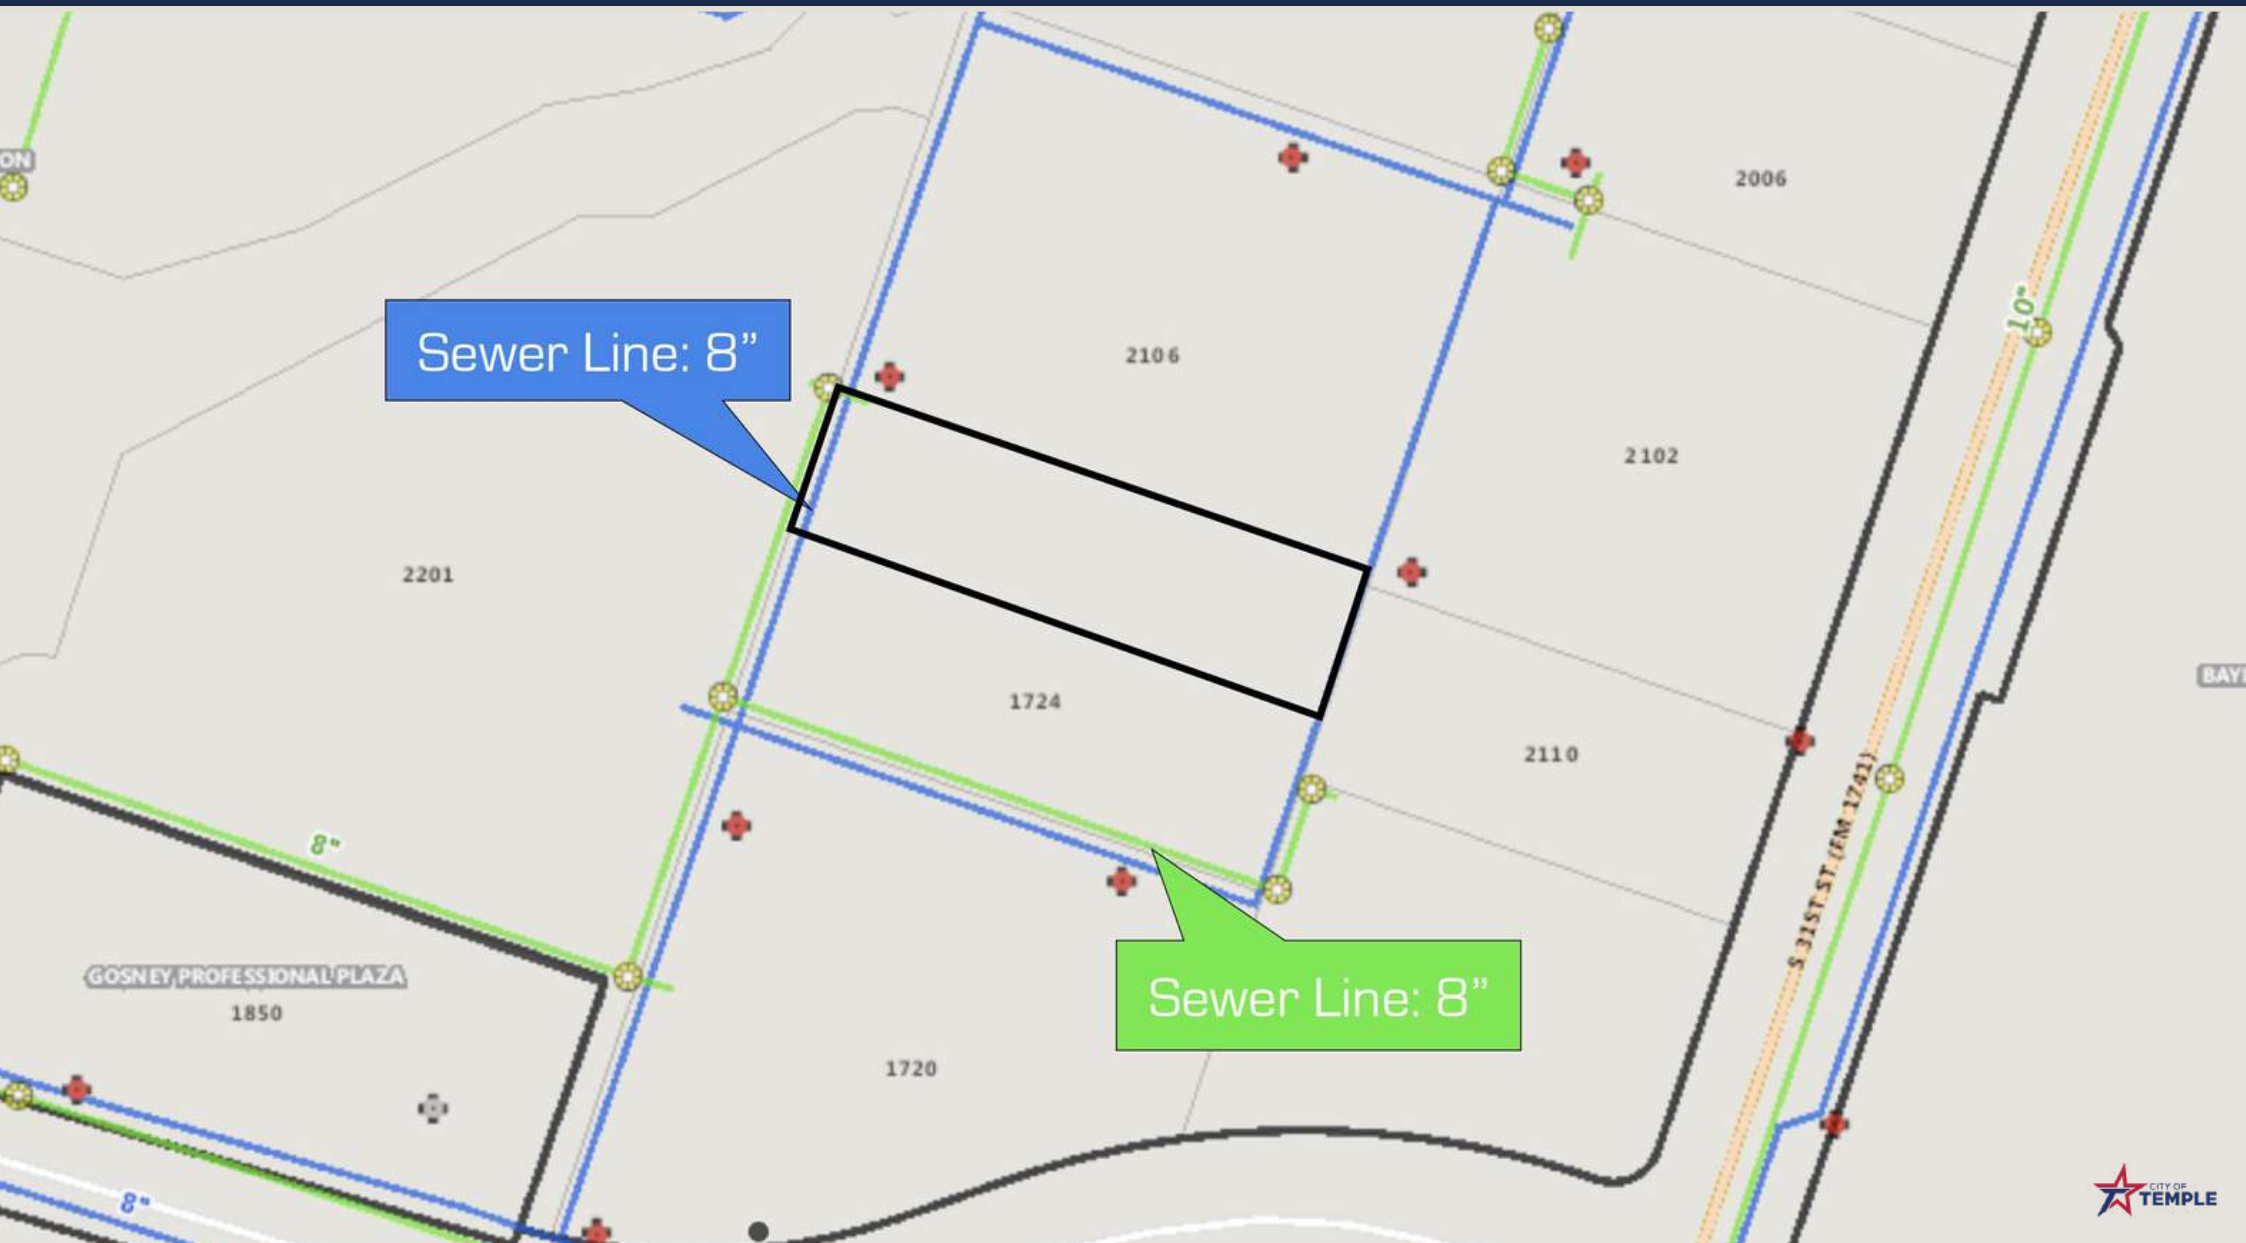 ON
2006
10"
2106
Sewer Line: 8”
2102
2201
BAYL
1724
2110
S 31ST ST (FM 1741)
8"
GOSNEY PROFESSIONAL PLAZA
1850
Sewer Line: 8”
1720
8"
CITY OF
TEMPLE